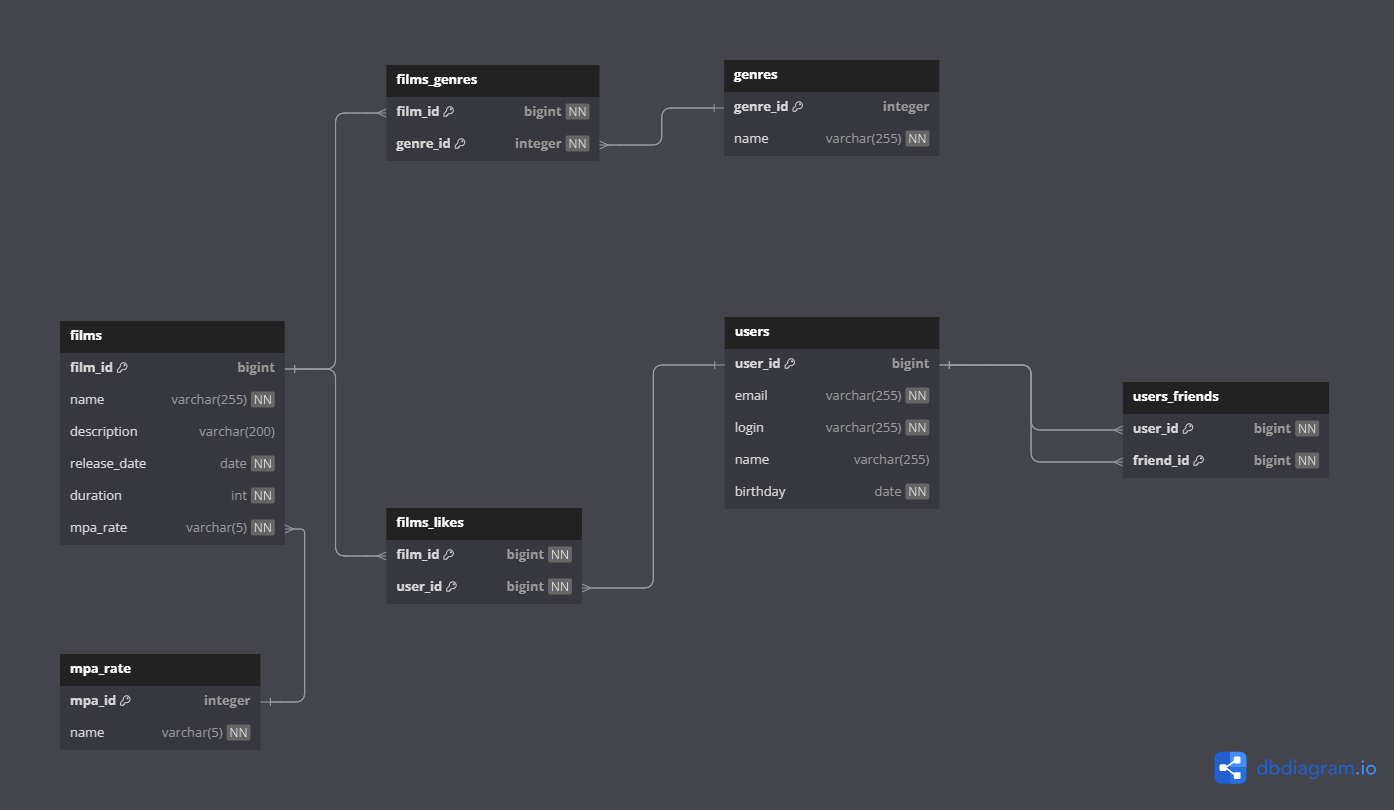 films_genres
film_id bigint NN
genre_id integer NN
genres
genre_id integer
name varchar(255) NN
films
film_id bigint
name varchar(255) NN
description varchar(200)
release_date date NN
duration int NN
mpa_rate varchar(5) NN
users
user_id bigint
email varchar(255) NN
login varchar(255) NN
name varchar(255)
birthday date NN
users_friends
user_id bigint NN
friend_id bigint NN
films_likes
film_id bigint NN
user_id bigint NN
mpa_rate
mpa_id integer
name varchar(5) NN
dbdiagram.io